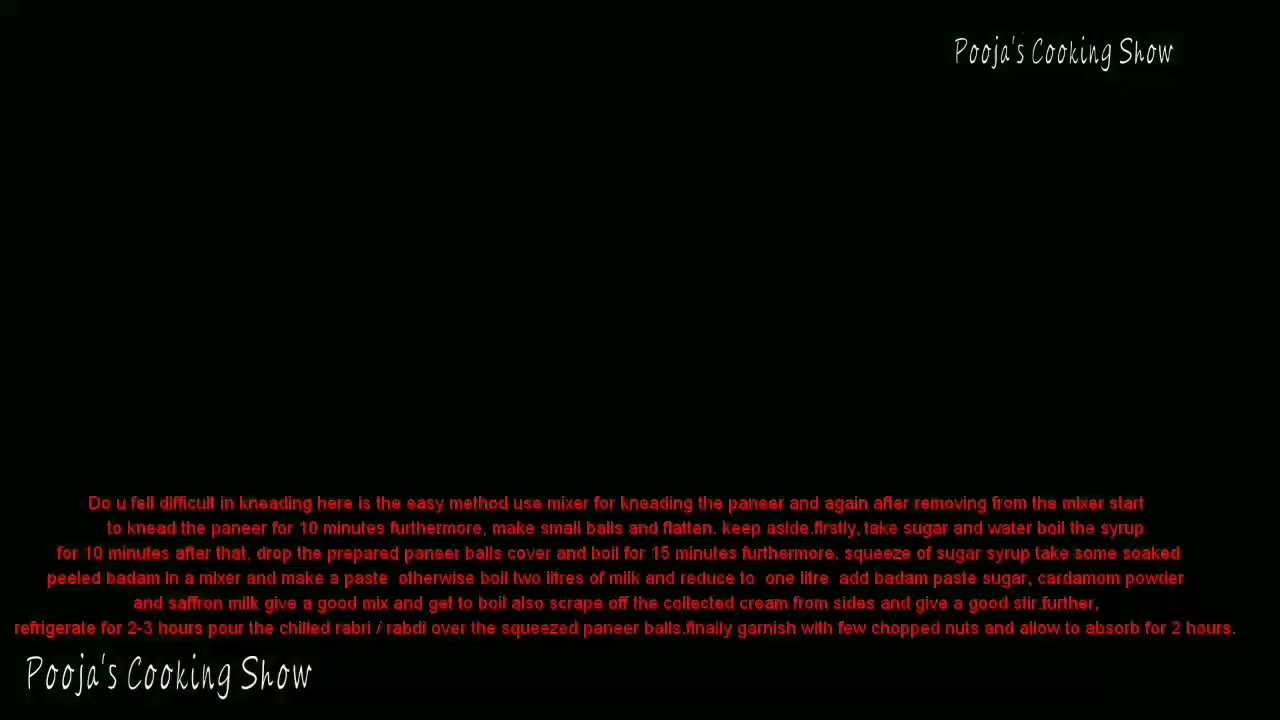 Pooja's Cooking Show
Do u fell difficult in kneading here is the easy method use mixer for kneading the paneer and again after removing from the mixer start
to knead the paneer for 10 minutes furthermore, make small balls and flatten. keep aside.firstly, take sugar and water boil the syrup
for 10 minutes after that, drop the prepared paneer balls cover and boil for 15 minutes furthermore. squeeze of sugar syrup take some soaked
peeled badam in a mixer and make a paste  otherwise boil two litres of milk and reduce to  one litre  add badam paste sugar, cardamom powder
and saffron milk give a good mix and get to boil also scrape off the collected cream from sides and give a good stir.further,
refrigerate for 2-3 hours pour the chilled rabri / rabdi over the squeezed paneer balls.finally garnish with few chopped nuts and allow to absorb for 2 hours.
Pooja's Cooking Show